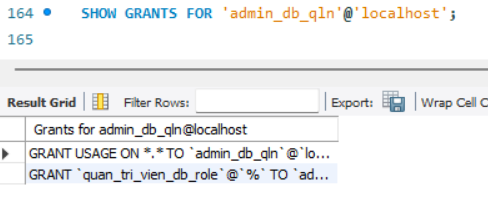 164 SHOW GRANTS FOR 'admin_db_qln'@'localhost';
165
Result Grid Filter Rows: Export: Wrap Cell C
Grants for admin_db_qln@localhost
GRANT USAGE ON *.* TO `admin_db_qln`@`lo...
GRANT `quan_tri_vien_db_role`@`%` TO `ad...